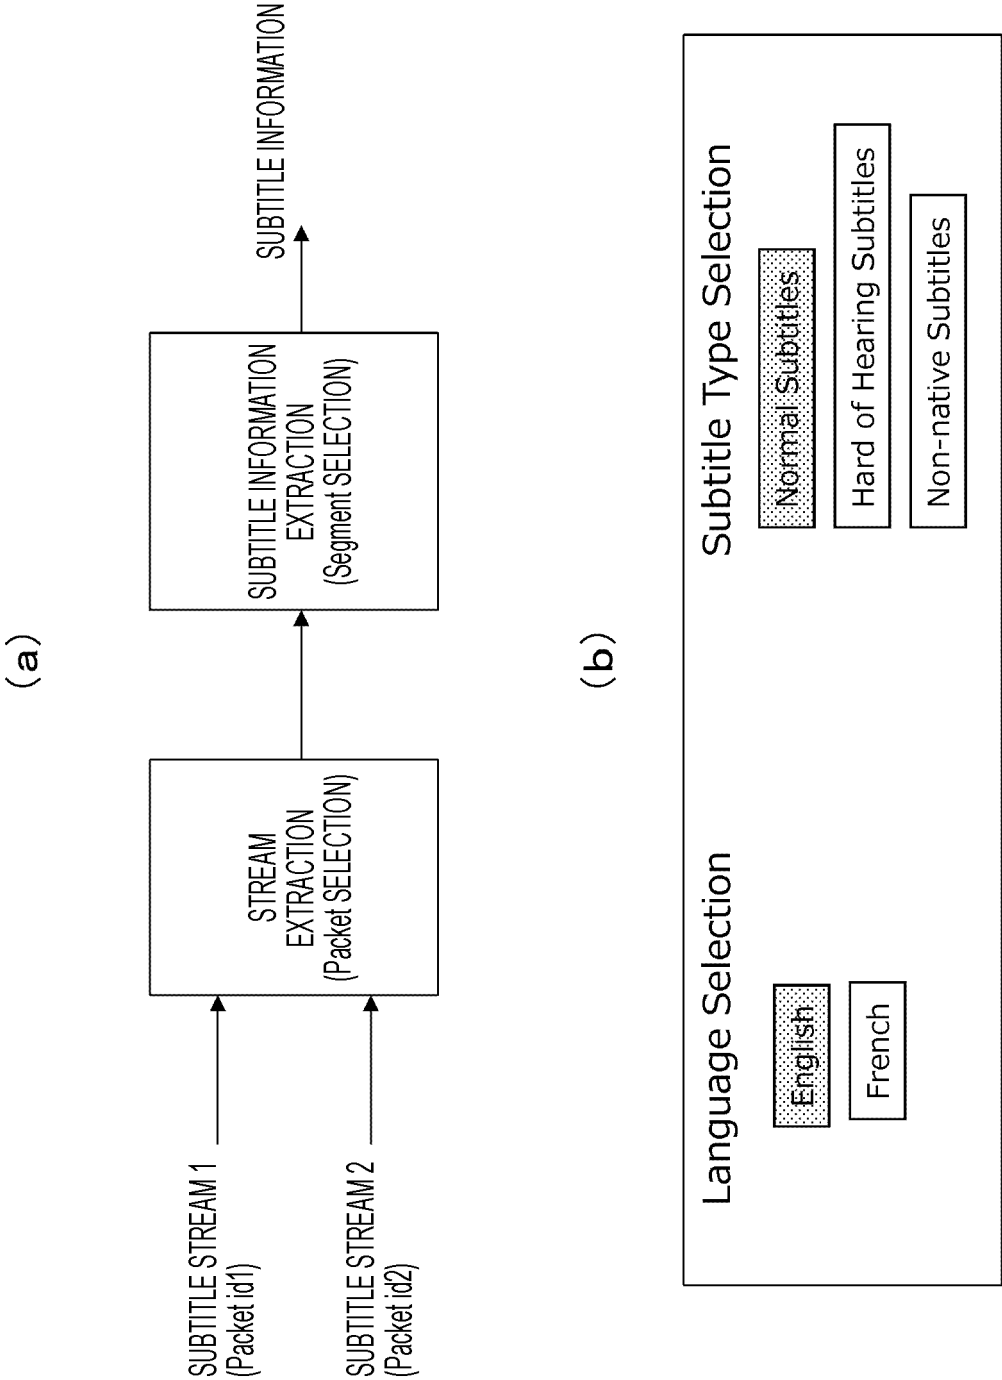 (a)
SUBTITLE STREAM 1
(Packet id1)
SUBTITLE STREAM 2
(Packet id2)
STREAM
EXTRACTION
(Packet SELECTION)
SUBTITLE INFORMATION
EXTRACTION
(Segment SELECTION)
SUBTITLE INFORMATION
(b)
Language Selection
English
French
Subtitle Type Selection
Normal Subtitles
Hard of Hearing Subtitles
Non-native Subtitles